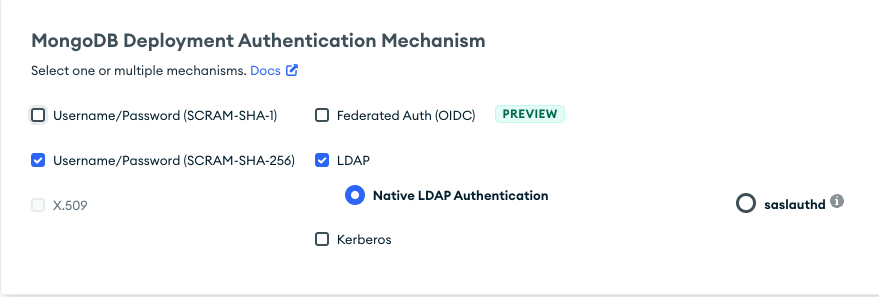 MongoDB Deployment Authentication Mechanism
Select one or multiple mechanisms. Docs
Username/Password (SCRAM-SHA-1)
Federated Auth (OIDC)
PREVIEW
Username/Password (SCRAM-SHA-256)
LDAP
X.509
Native LDAP Authentication
saslauthd
Kerberos